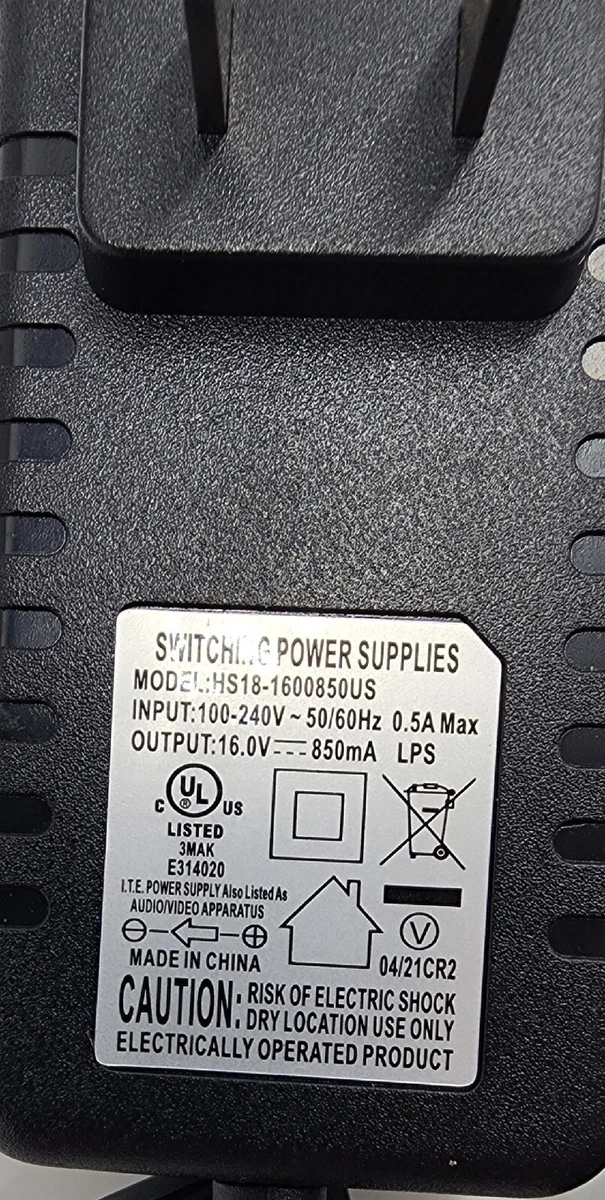 SWITCHING POWER SUPPLIES
MODEL:HS18-1600850US
INPUT:100-240V ~ 50/60Hz 0.5A Max
OUTPUT:16.0V⎓850mA LPS
C UL ® US
LISTED
3MAK
E314020
I.T.E. POWER SUPPLY Also Listed As
AUDIO/VIDEO APPARATUS
V
MADE IN CHINA
04/21CR2
CAUTION: RISK OF ELECTRIC SHOCK
DRY LOCATION USE ONLY
ELECTRICALLY OPERATED PRODUCT